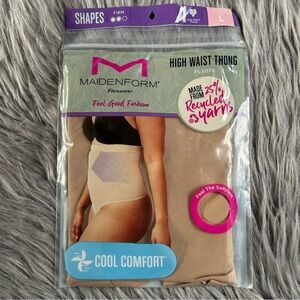 SHAPES
FIRM
L
MAIDENFORM®
flexees®
Feel Good Fashion
HIGH WAIST THONG
MADE
FROM 25%
Recycled
yarns
Feel The Softness
COOL COMFORT™